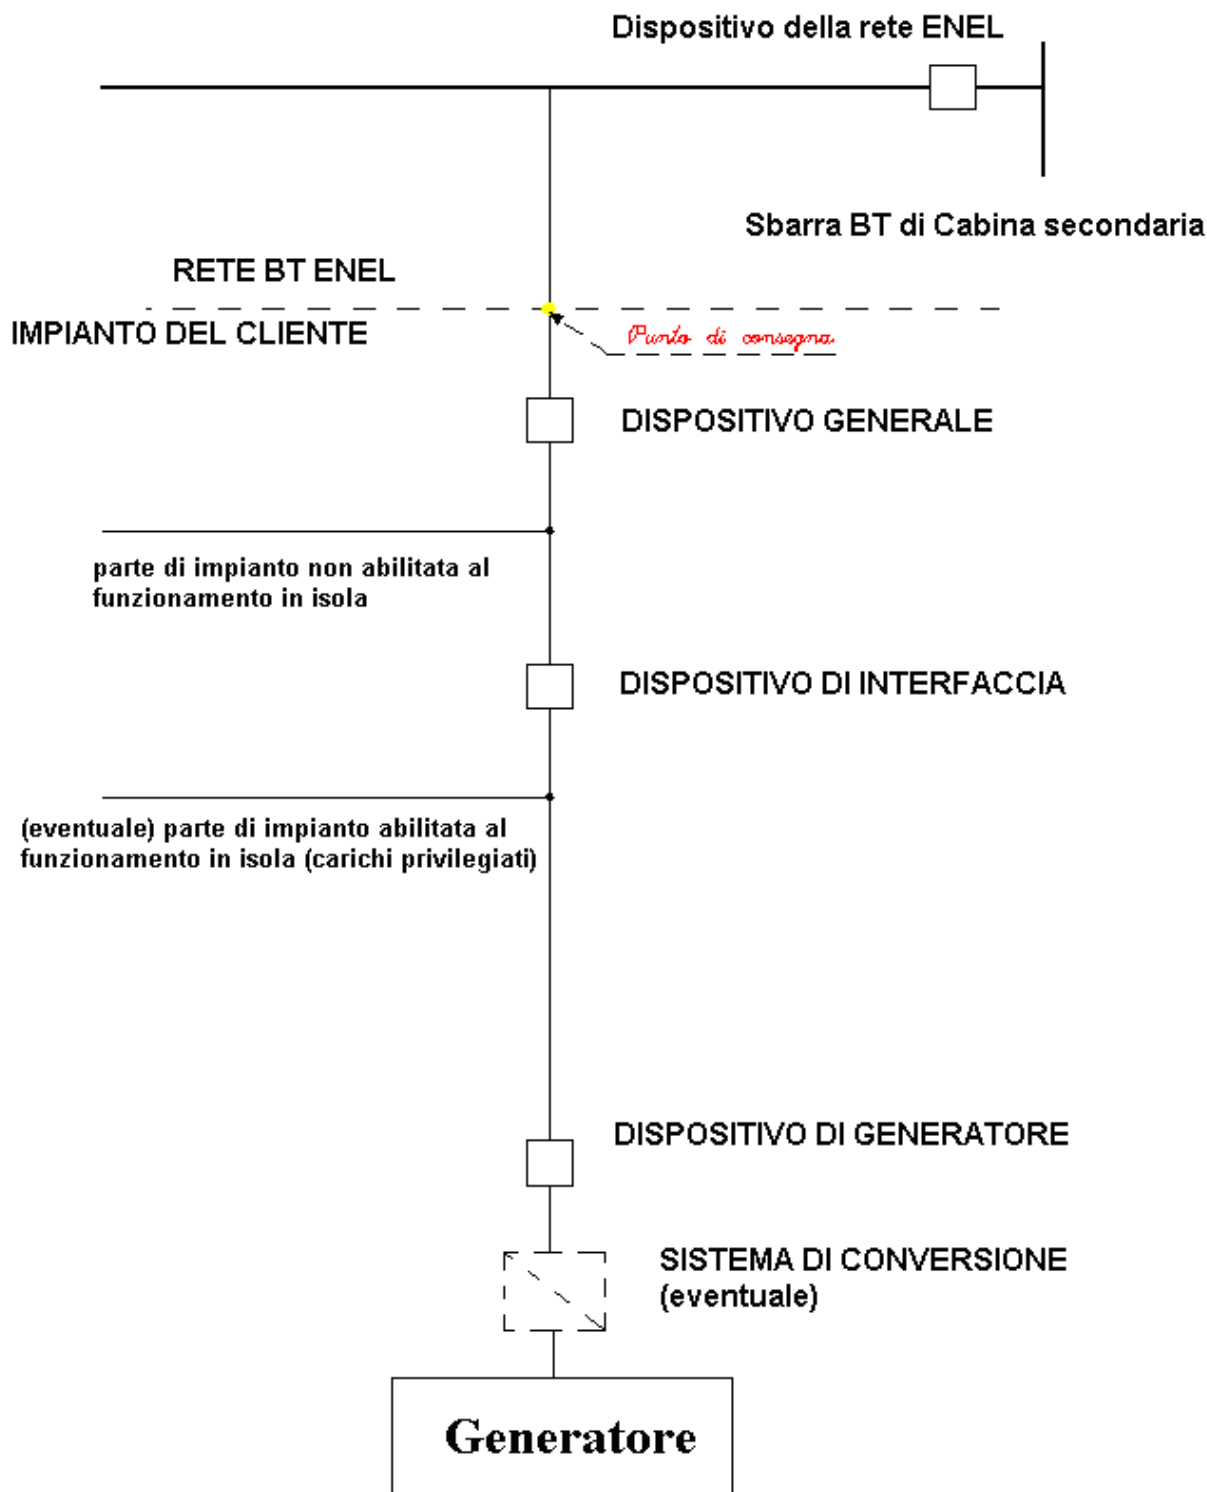 Dispositivo della rete ENEL
Sbarra BT di Cabina secondaria
RETE BT ENEL
IMPIANTO DEL CLIENTE
Punto di consegna
DISPOSITIVO GENERALE
parte di impianto non abilitata al
funzionamento in isola
DISPOSITIVO DI INTERFACCIA
(eventuale) parte di impianto abilitata al
funzionamento in isola (carichi privilegiati)
DISPOSITIVO DI GENERATORE
SISTEMA DI CONVERSIONE
(eventuale)
Generatore